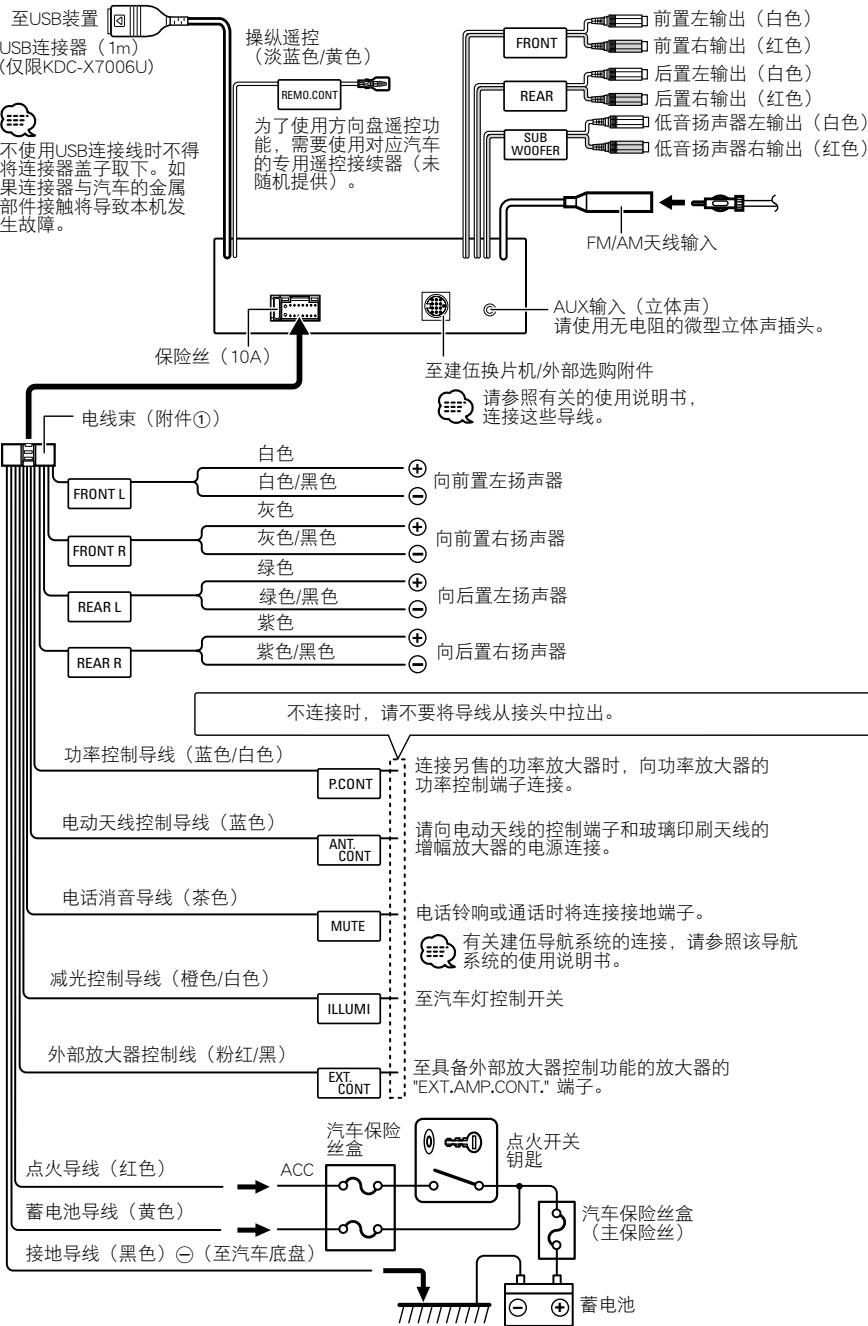 至USB装置
USB连接器（1m）
(仅限KDC-X7006U)
不使用USB连接线时不得
将连接器盖子取下。如
果连接器与汽车的金属
部件接触将导致本机发
生故障。
操纵遥控
（淡蓝色/黄色）
REMO.CONT
为了使用方向盘遥控功
能，需要使用对应汽车
的专用遥控接续器（未
随机提供）。
FRONT
前置左输出（白色）
前置右输出（红色）
REAR
后置左输出（白色）
后置右输出（红色）
SUB
WOOFER
低音扬声器左输出（白色）
低音扬声器右输出（红色）
FM/AM天线输入
AUX输入（立体声）
请使用无电阻的微型立体声插头。
保险丝（10A）
至建伍换片机/外部选购附件
请参照有关的使用说明书，
连接这些导线。
电线束（附件①）
FRONT L
白色
白色/黑色
⊕
⊖
向前置左扬声器
FRONT R
灰色
灰色/黑色
⊕
⊖
向前置右扬声器
REAR L
绿色
绿色/黑色
⊕
⊖
向后置左扬声器
REAR R
紫色
紫色/黑色
⊕
⊖
向后置右扬声器
不连接时，请不要将导线从接头中拉出。
功率控制导线（蓝色/白色）
P.CONT
连接另售的功率放大器时，向功率放大器的
功率控制端子连接。
电动天线控制导线（蓝色）
ANT.
CONT
请向电动天线的控制端子和玻璃印刷天线的
增幅放大器的电源连接。
电话消音导线（茶色）
MUTE
电话铃响或通话时将连接接地端子。
有关建伍导航系统的连接，请参照该导航
系统的使用说明书。
减光控制导线（橙色/白色）
ILLUMI
至汽车灯控制开关
外部放大器控制线（粉红/黑）
EXT.
CONT
至具备外部放大器控制功能的放大器的
"EXT.AMP.CONT." 端子。
点火导线（红色）
ACC
汽车保险
丝盒
点火开关
钥匙
蓄电池导线（黄色）
汽车保险丝盒
（主保险丝）
接地导线（黑色）⊖（至汽车底盘）
⊖ ⊕
蓄电池